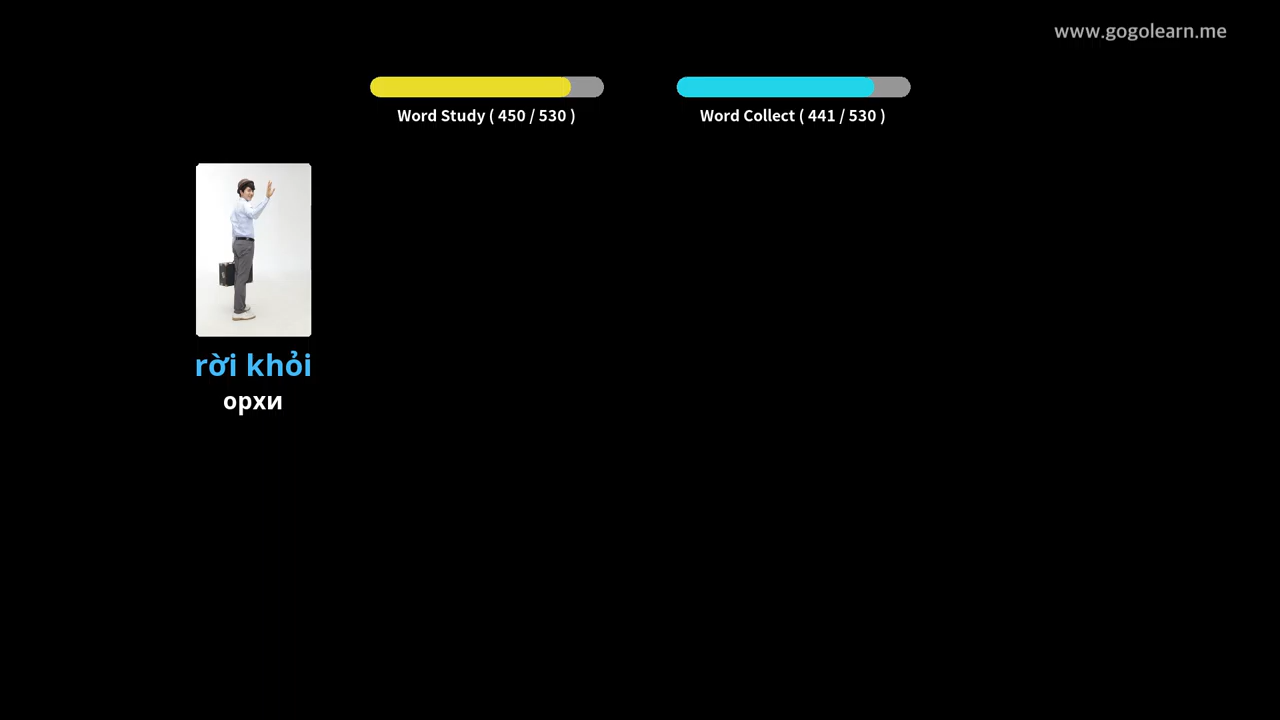 www.gogolearn.me
Word Study ( 450 / 530 )
Word Collect ( 441 / 530 )
rời khỏi
орхи